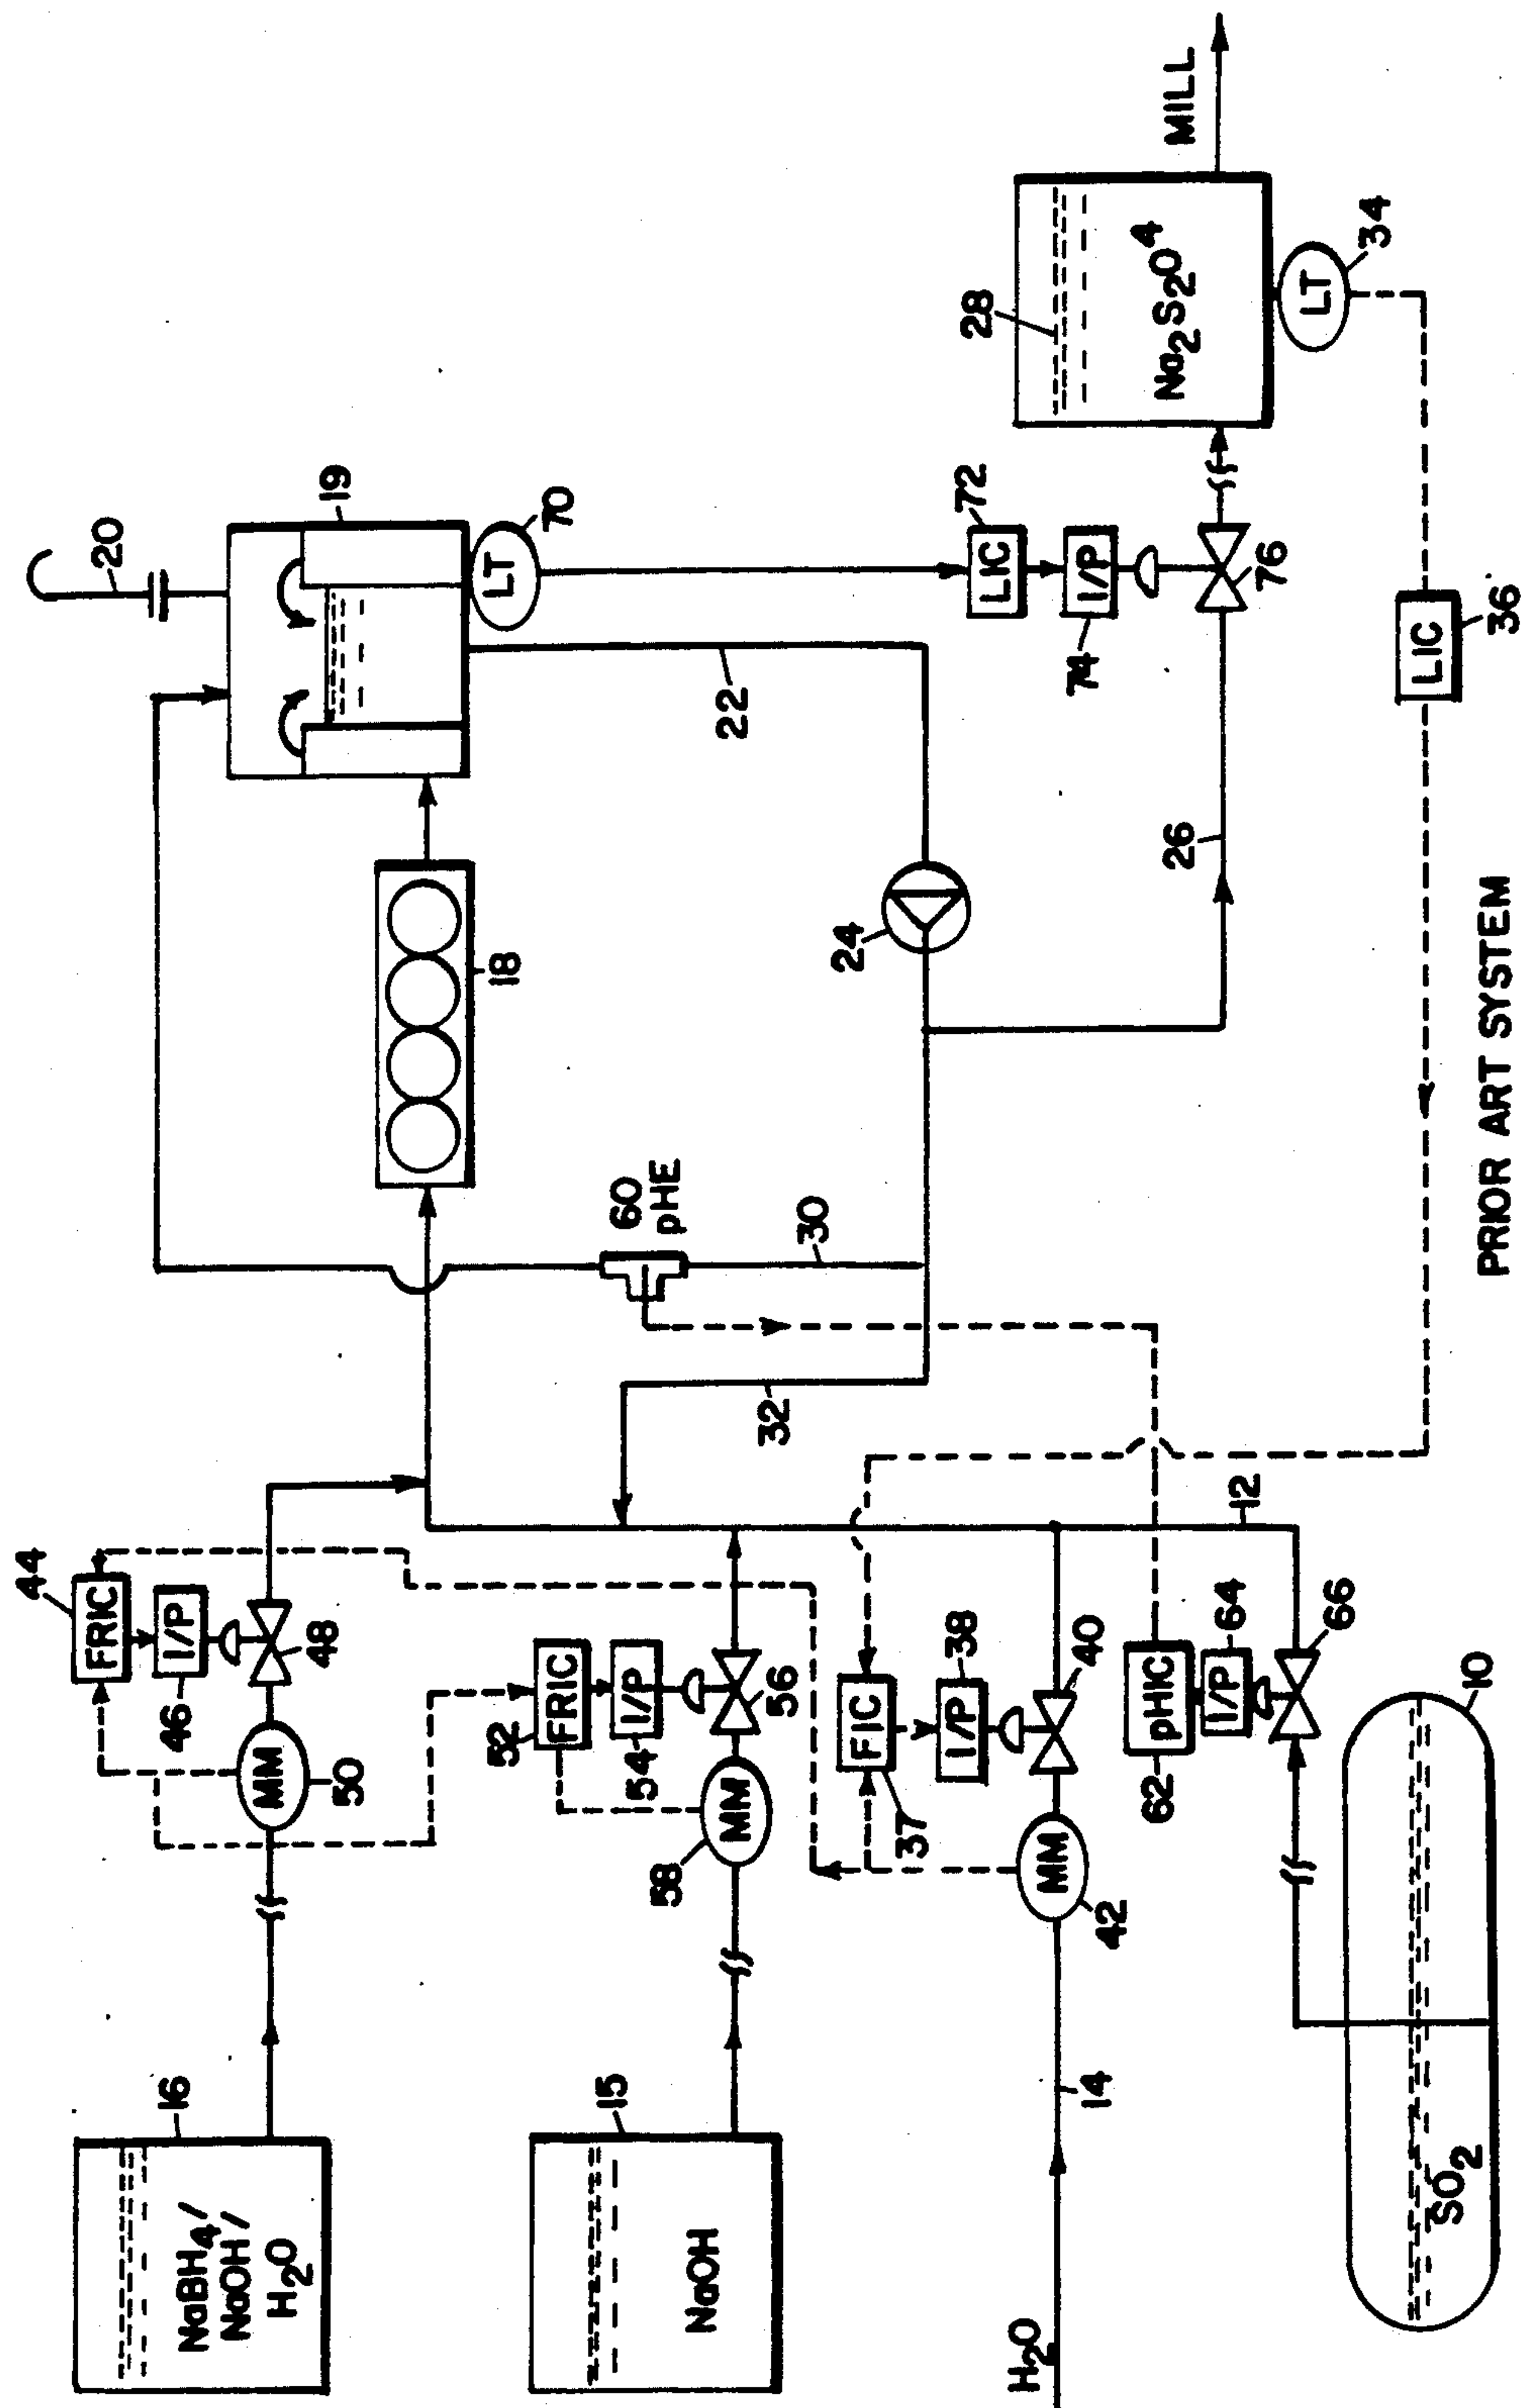 20
19
LT
70
18
44
FRIC
I/P
46
48
MM
50
16
NaBH4/
NaOH/
H2O
60
pHE
22
72
LIC
I/P
74
76
28
Na2S2O4
MILL
LT
34
LIC
36
24
26
30
32
52
FRIC
I/P
54
56
MM
58
15
NaOH
FIC
37
I/P
38
40
MM
42
14
H2O
12
pHIC
62
I/P
64
66
10
SO2
PRIOR ART SYSTEM